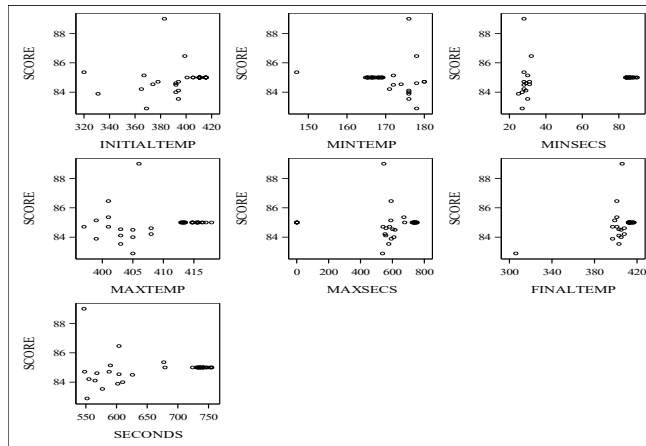 SCORE
88
86
84
320 340 360 380 400 420
INITIALTEMP
SCORE
88
86
84
150 160 170 180
MINTEMP
SCORE
88
86
84
20 40 60 80
MINSECS
SCORE
88
86
84
400 405 410 415
MAXTEMP
SCORE
88
86
84
0 200 400 600 800
MAXSECS
SCORE
88
86
84
300 340 380 420
FINALTEMP
SCORE
88
86
84
550 600 650 700 750
SECONDS